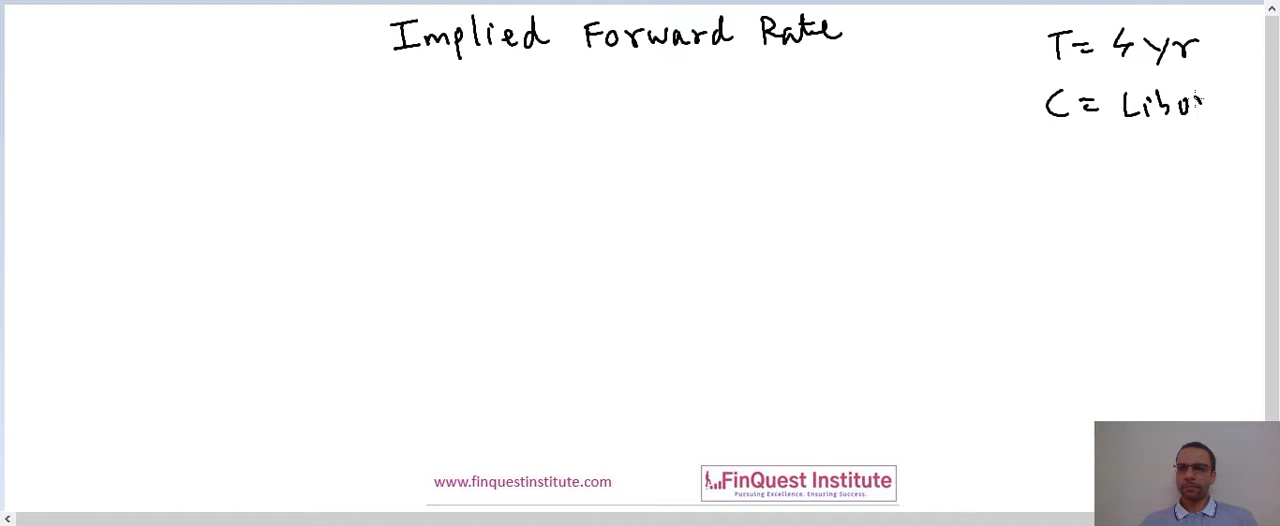 Implied Forward Rate
T= 4 yr
C= Libor
www.finquestinstitute.com
FinQuest Institute
Pursuing Excellence. Ensuring Success.